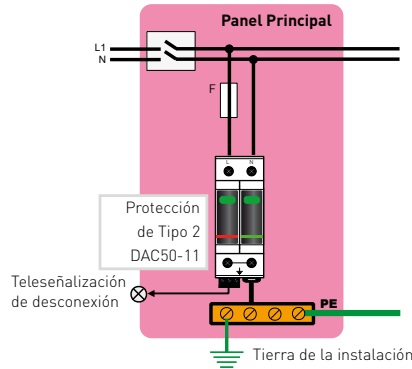 Panel Principal
L1
N
F
L N
Protección
de Tipo 2
DAC50-11
Teleseñalización
de desconexión
PE
Tierra de la instalación